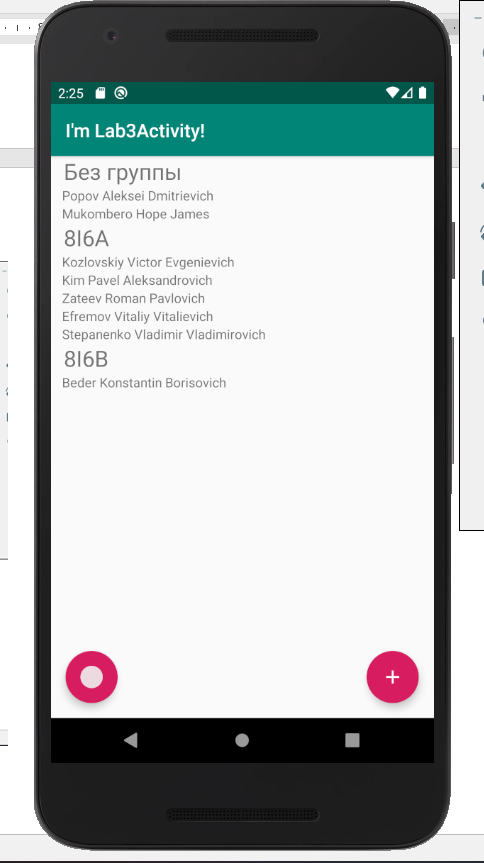 2:25
I'm Lab3Activity!
Без группы
Popov Aleksei Dmitrievich
Mukombero Hope James
8I6A
Kozlovskiy Victor Evgenievich
Kim Pavel Aleksandrovich
Zateev Roman Pavlovich
Efremov Vitaliy Vitalievich
Stepanenko Vladimir Vladimirovich
8I6B
Beder Konstantin Borisovich